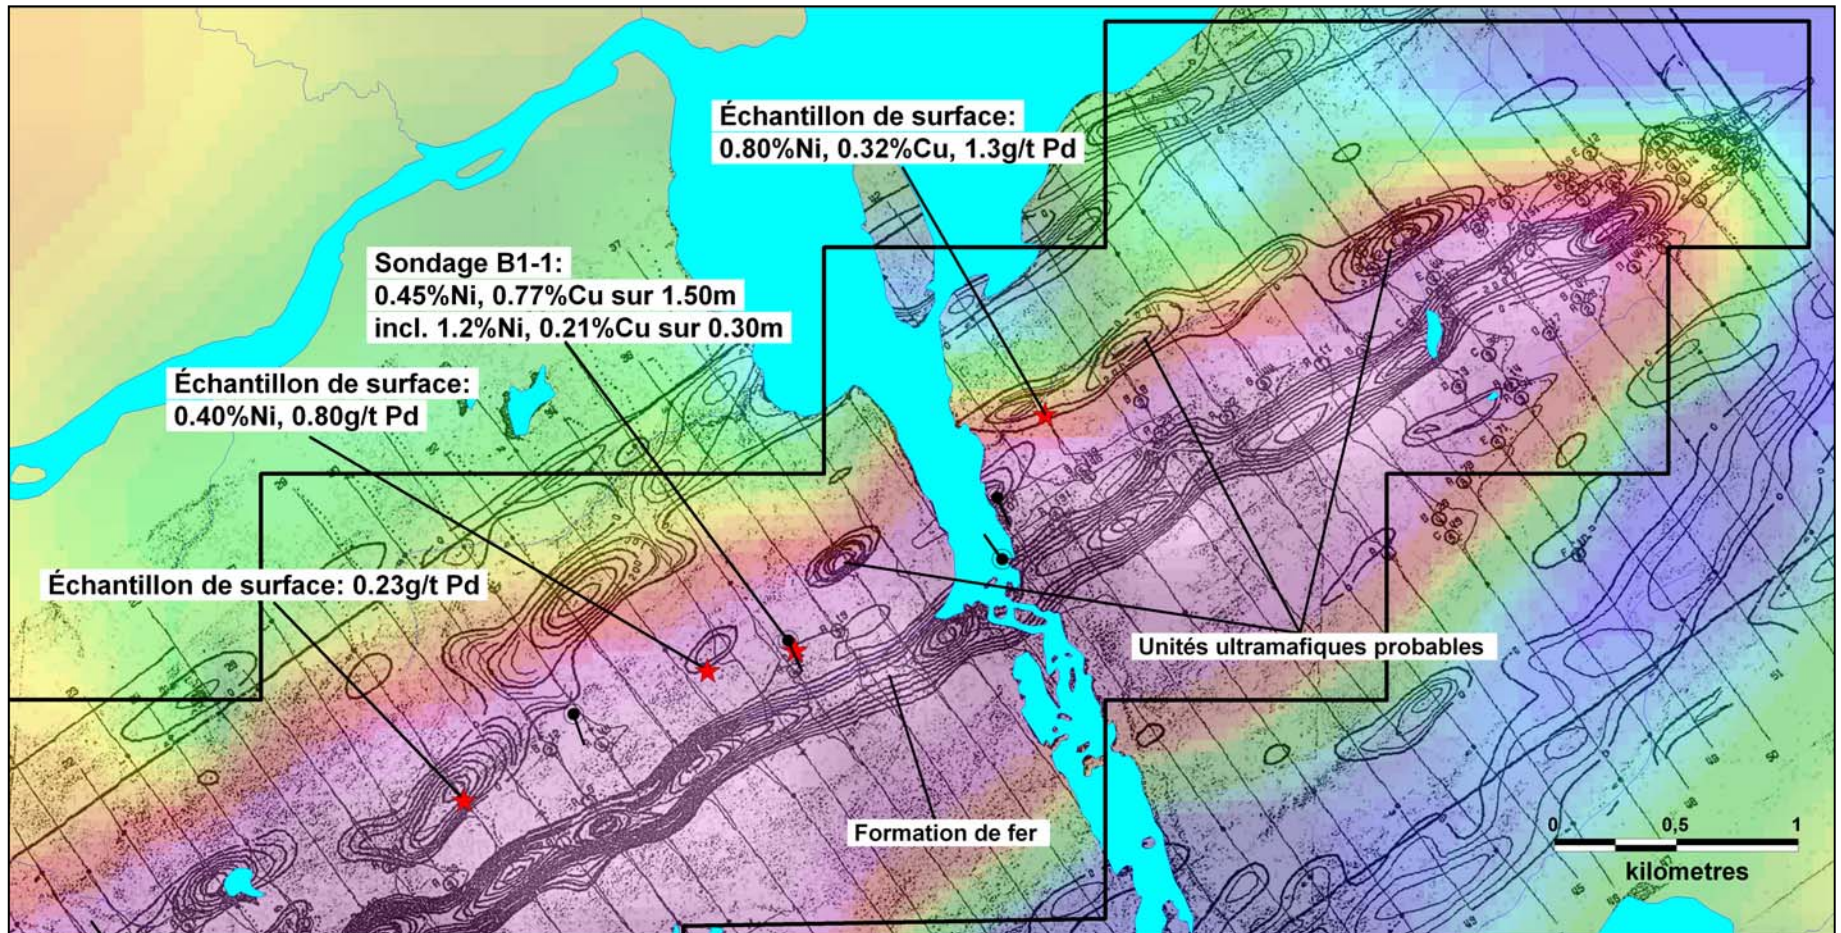 Échantillon de surface:
0.80%Ni, 0.32%Cu, 1.3g/t Pd
Sondage B1-1:
0.45%Ni, 0.77%Cu sur 1.50m
incl. 1.2%Ni, 0.21%Cu sur 0.30m
Échantillon de surface:
0.40%Ni, 0.80g/t Pd
Échantillon de surface: 0.23g/t Pd
Unités ultramafiques probables
Formation de fer
0 0,5 1
kilometres